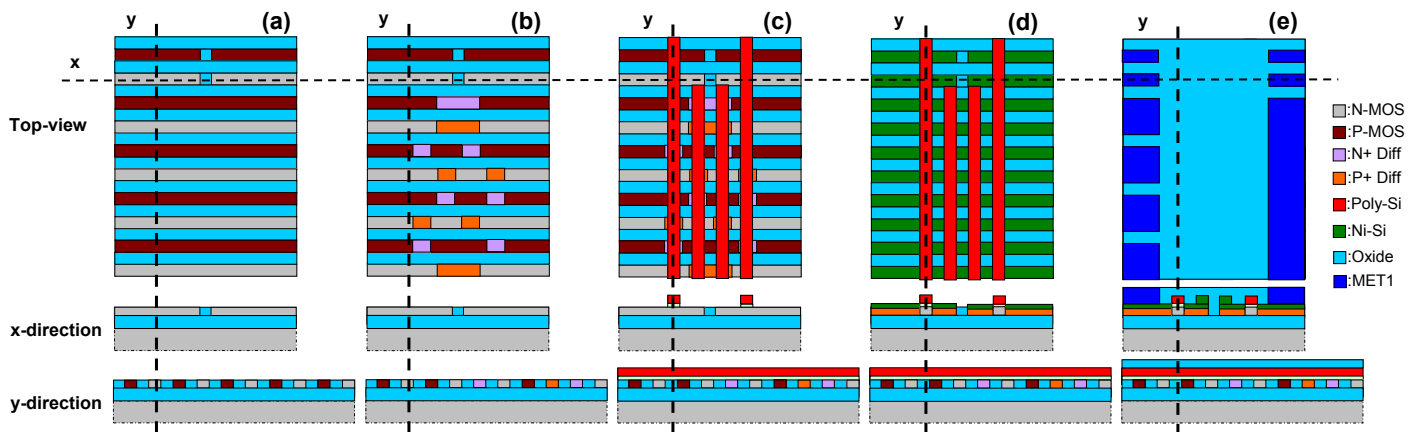 y (a) y (b) y (c) y (d) y (e)
x
Top-view
:N-MOS
:P-MOS
:N+ Diff
:P+ Diff
:Poly-Si
:Ni-Si
:Oxide
:MET1
x-direction
y-direction